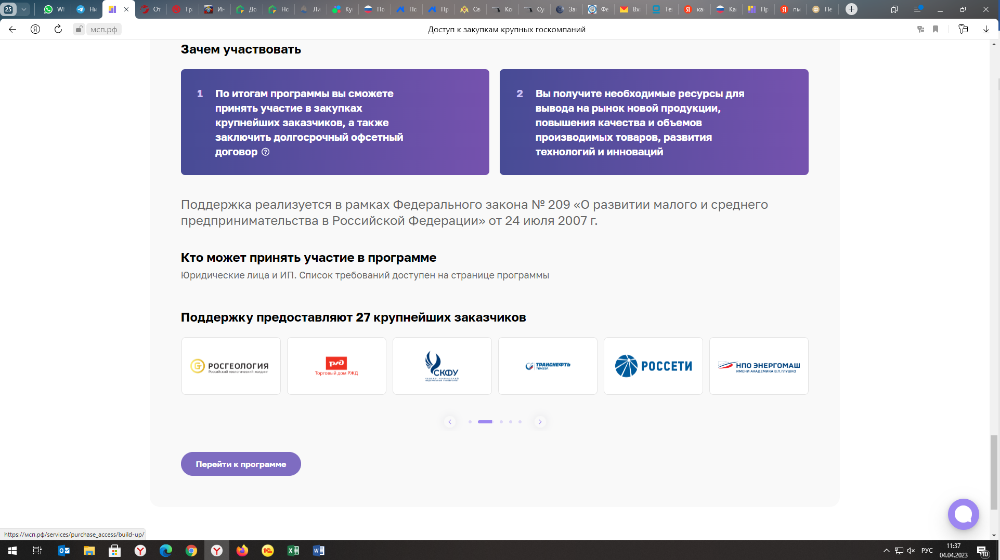 25
Wl
Ни
От
Тр
Ин
До
Но
Ли
Ку
По
По
Пр
Св
Ко
Су
За
Фе
Вх
Те
ка
Ка
Пр
пм
Пе
мсп.рф
Доступ к закупкам крупных госкомпаний
Зачем участвовать
1
По итогам программы вы сможете
принять участие в закупках
крупнейших заказчиков, а также
заключить долгосрочный офсетный
договор
2
Вы получите необходимые ресурсы для
вывода на рынок новой продукции,
повышения качества и объемов
производимых товаров, развития
технологий и инноваций
Поддержка реализуется в рамках Федерального закона № 209 «О развитии малого и среднего
предпринимательства в Российской Федерации» от 24 июля 2007 г.
Кто может принять участие в программе
Юридические лица и ИП. Список требований доступен на странице программы
Поддержку предоставляют 27 крупнейших заказчиков
РОСГЕОЛОГИЯ
Российский геологический холдинг
ржд
Торговый дом РЖД
СКФУ
СЕВЕРО-КАВКАЗСКИЙ
ФЕДЕРАЛЬНЫЙ УНИВЕРСИТЕТ
ТРАНСНЕФТЬ
ТОМЗЭЛ
РОССЕТИ
НПО ЭНЕРГОМАШ
ИМЕНИ АКАДЕМИКА В.П.ГЛУШКО
Перейти к программе
https://мсп.рф/services/purchase_access/build-up/
РУС
11:37
04.04.2023
10